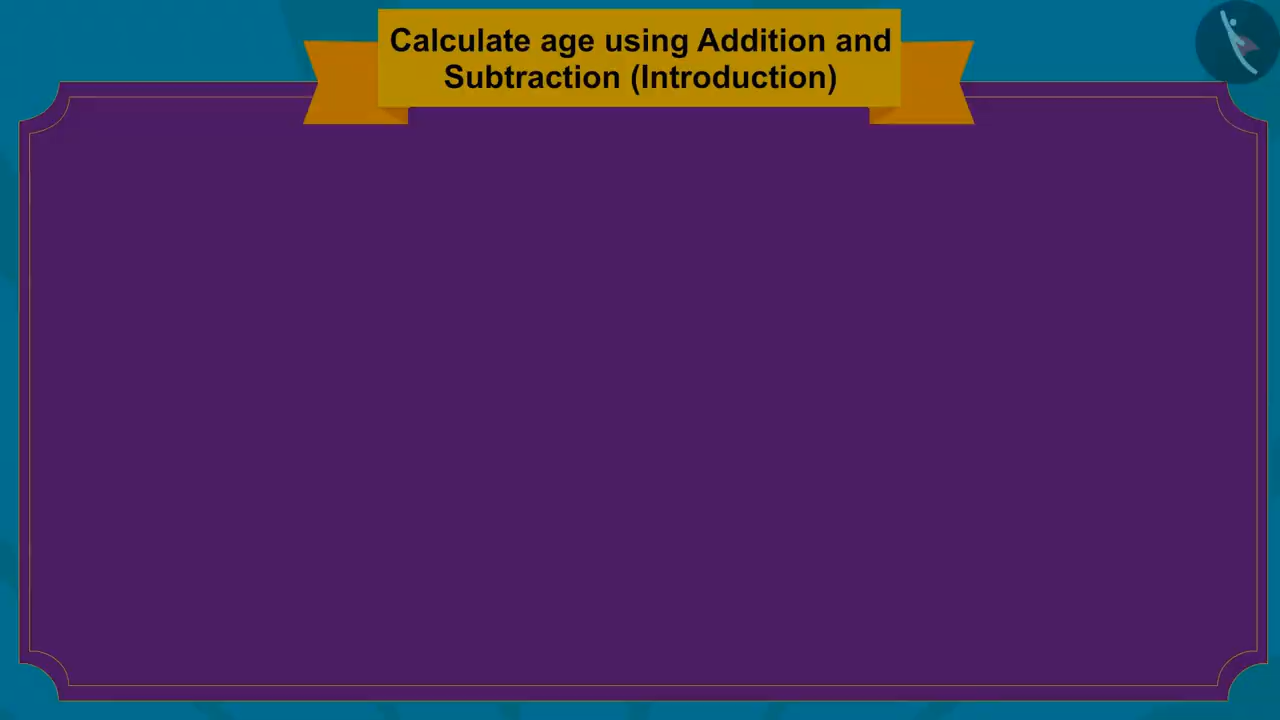 Calculate age using Addition and
Subtraction (Introduction)